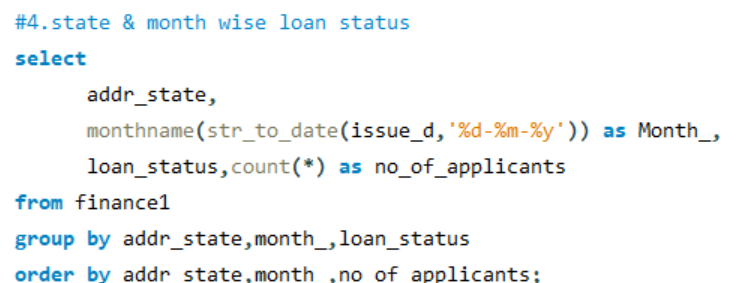 #4.state & month wise loan status
select
addr_state,
monthname(str_to_date(issue_d,'%d-%m-%y')) as Month_,
loan_status,count(*) as no_of_applicants
from finance1
group by addr_state,month_,loan_status
order by addr_state,month_,no_of_applicants;